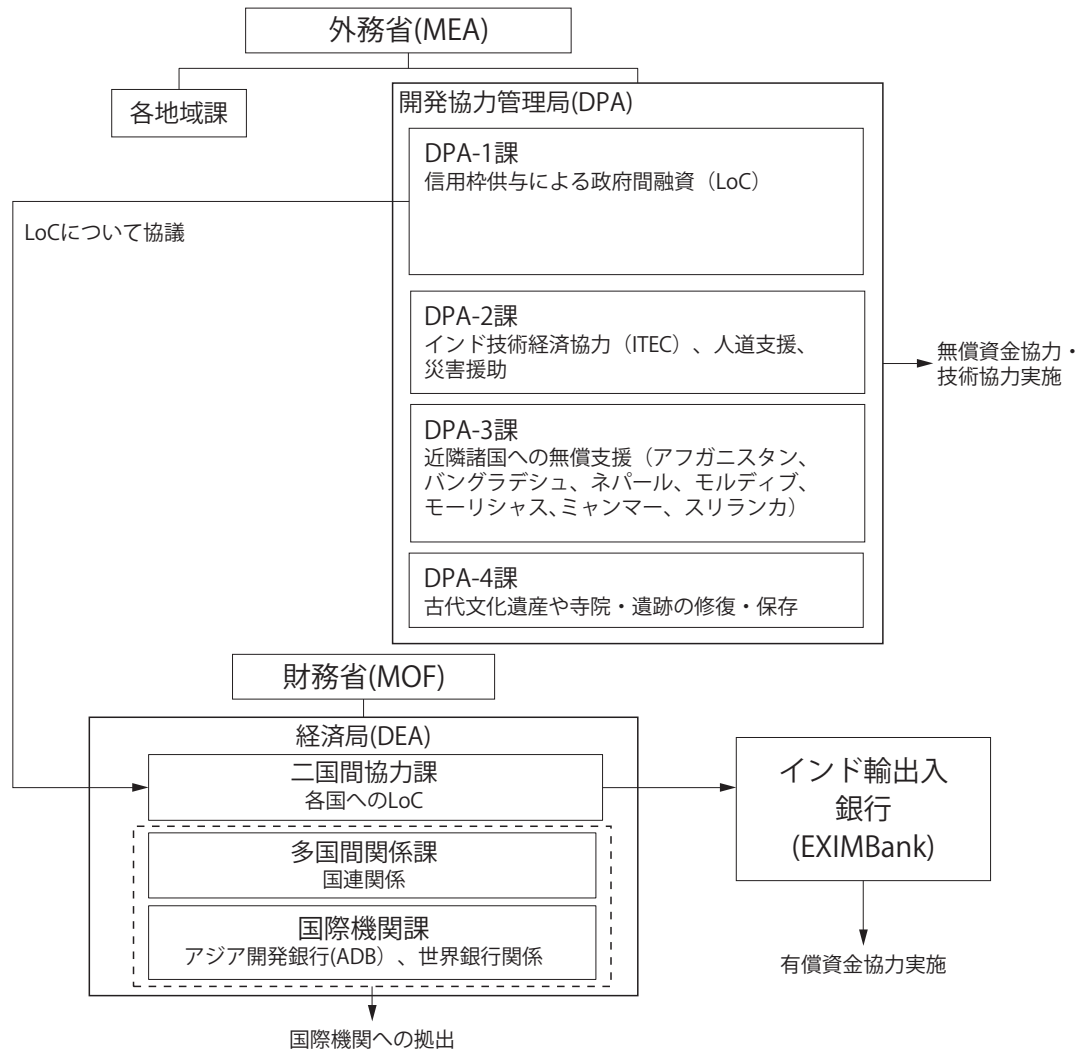 外務省(MEA)
各地域課
開発協力管理局(DPA)
DPA-1課
信用枠供与による政府間融資（LoC）
LoCについて協議
DPA-2課
インド技術経済協力（ITEC）、人道支援、
災害援助
無償資金協力・
技術協力実施
DPA-3課
近隣諸国への無償支援（アフガニスタン、
バングラデシュ、ネパール、モルディブ、
モーリシャス、ミャンマー、スリランカ）
DPA-4課
古代文化遺産や寺院・遺跡の修復・保存
財務省(MOF)
経済局(DEA)
二国間協力課
各国へのLoC
インド輸出入
銀行
(EXIMBank)
多国間関係課
国連関係
国際機関課
アジア開発銀行(ADB）、世界銀行関係
有償資金協力実施
国際機関への拠出